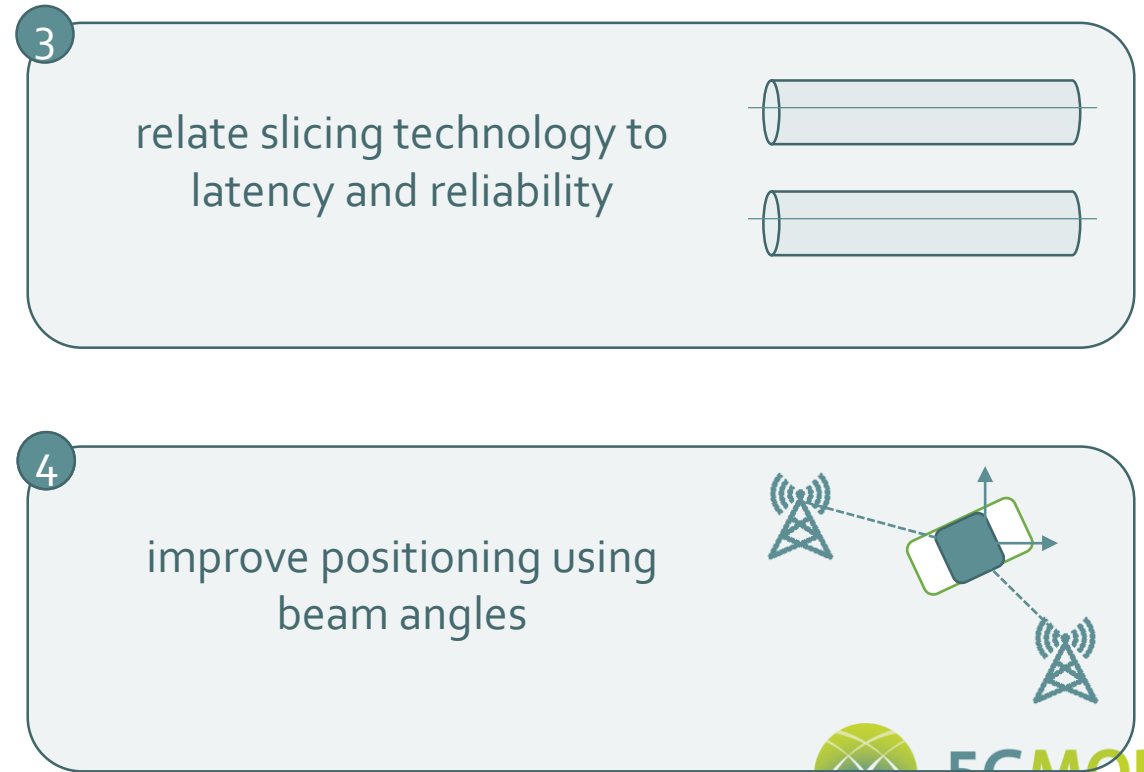 3
relate slicing technology to
latency and reliability
4
improve positioning using
beam angles